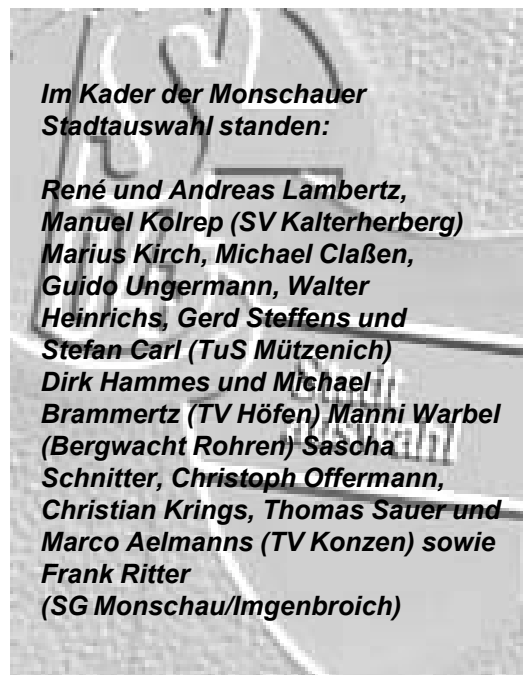 Im Kader der Monschauer
Stadtauswahl standen:
René und Andreas Lambertz,
Manuel Kolrep (SV Kalterherberg)
Marius Kirch, Michael Claßen,
Guido Ungermann, Walter
Heinrichs, Gerd Steffens und
Stefan Carl (TuS Mützenich)
Dirk Hammes und Michael
Brammertz (TV Höfen) Manni Warbel
(Bergwacht Rohren) Sascha
Schnitter, Christoph Offermann,
Christian Krings, Thomas Sauer und
Marco Aelmanns (TV Konzen) sowie
Frank Ritter
(SG Monschau/Imgenbroich)
Stadt
auswahl